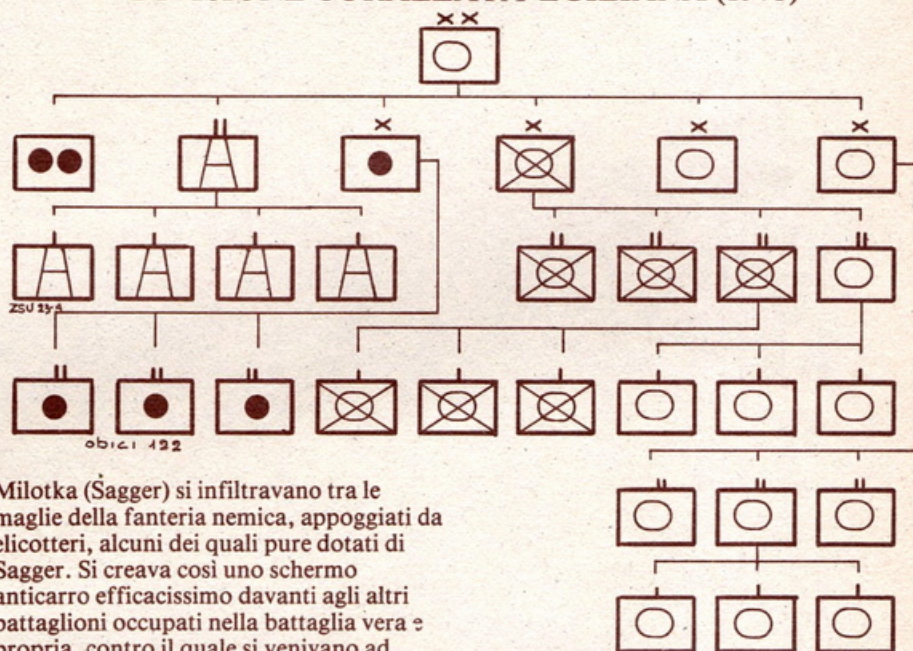 ZSU 23-4
obici 122
Milotka (Sagger) si infiltravano tra le
maglie della fanteria nemica, appoggiati da
elicotteri, alcuni dei quali pure dotati di
Sagger. Si creava così uno schermo
anticarro efficacissimo davanti agli altri
battaglioni occupati nella battaglia vera e
propria, contro il quale si venivano ad